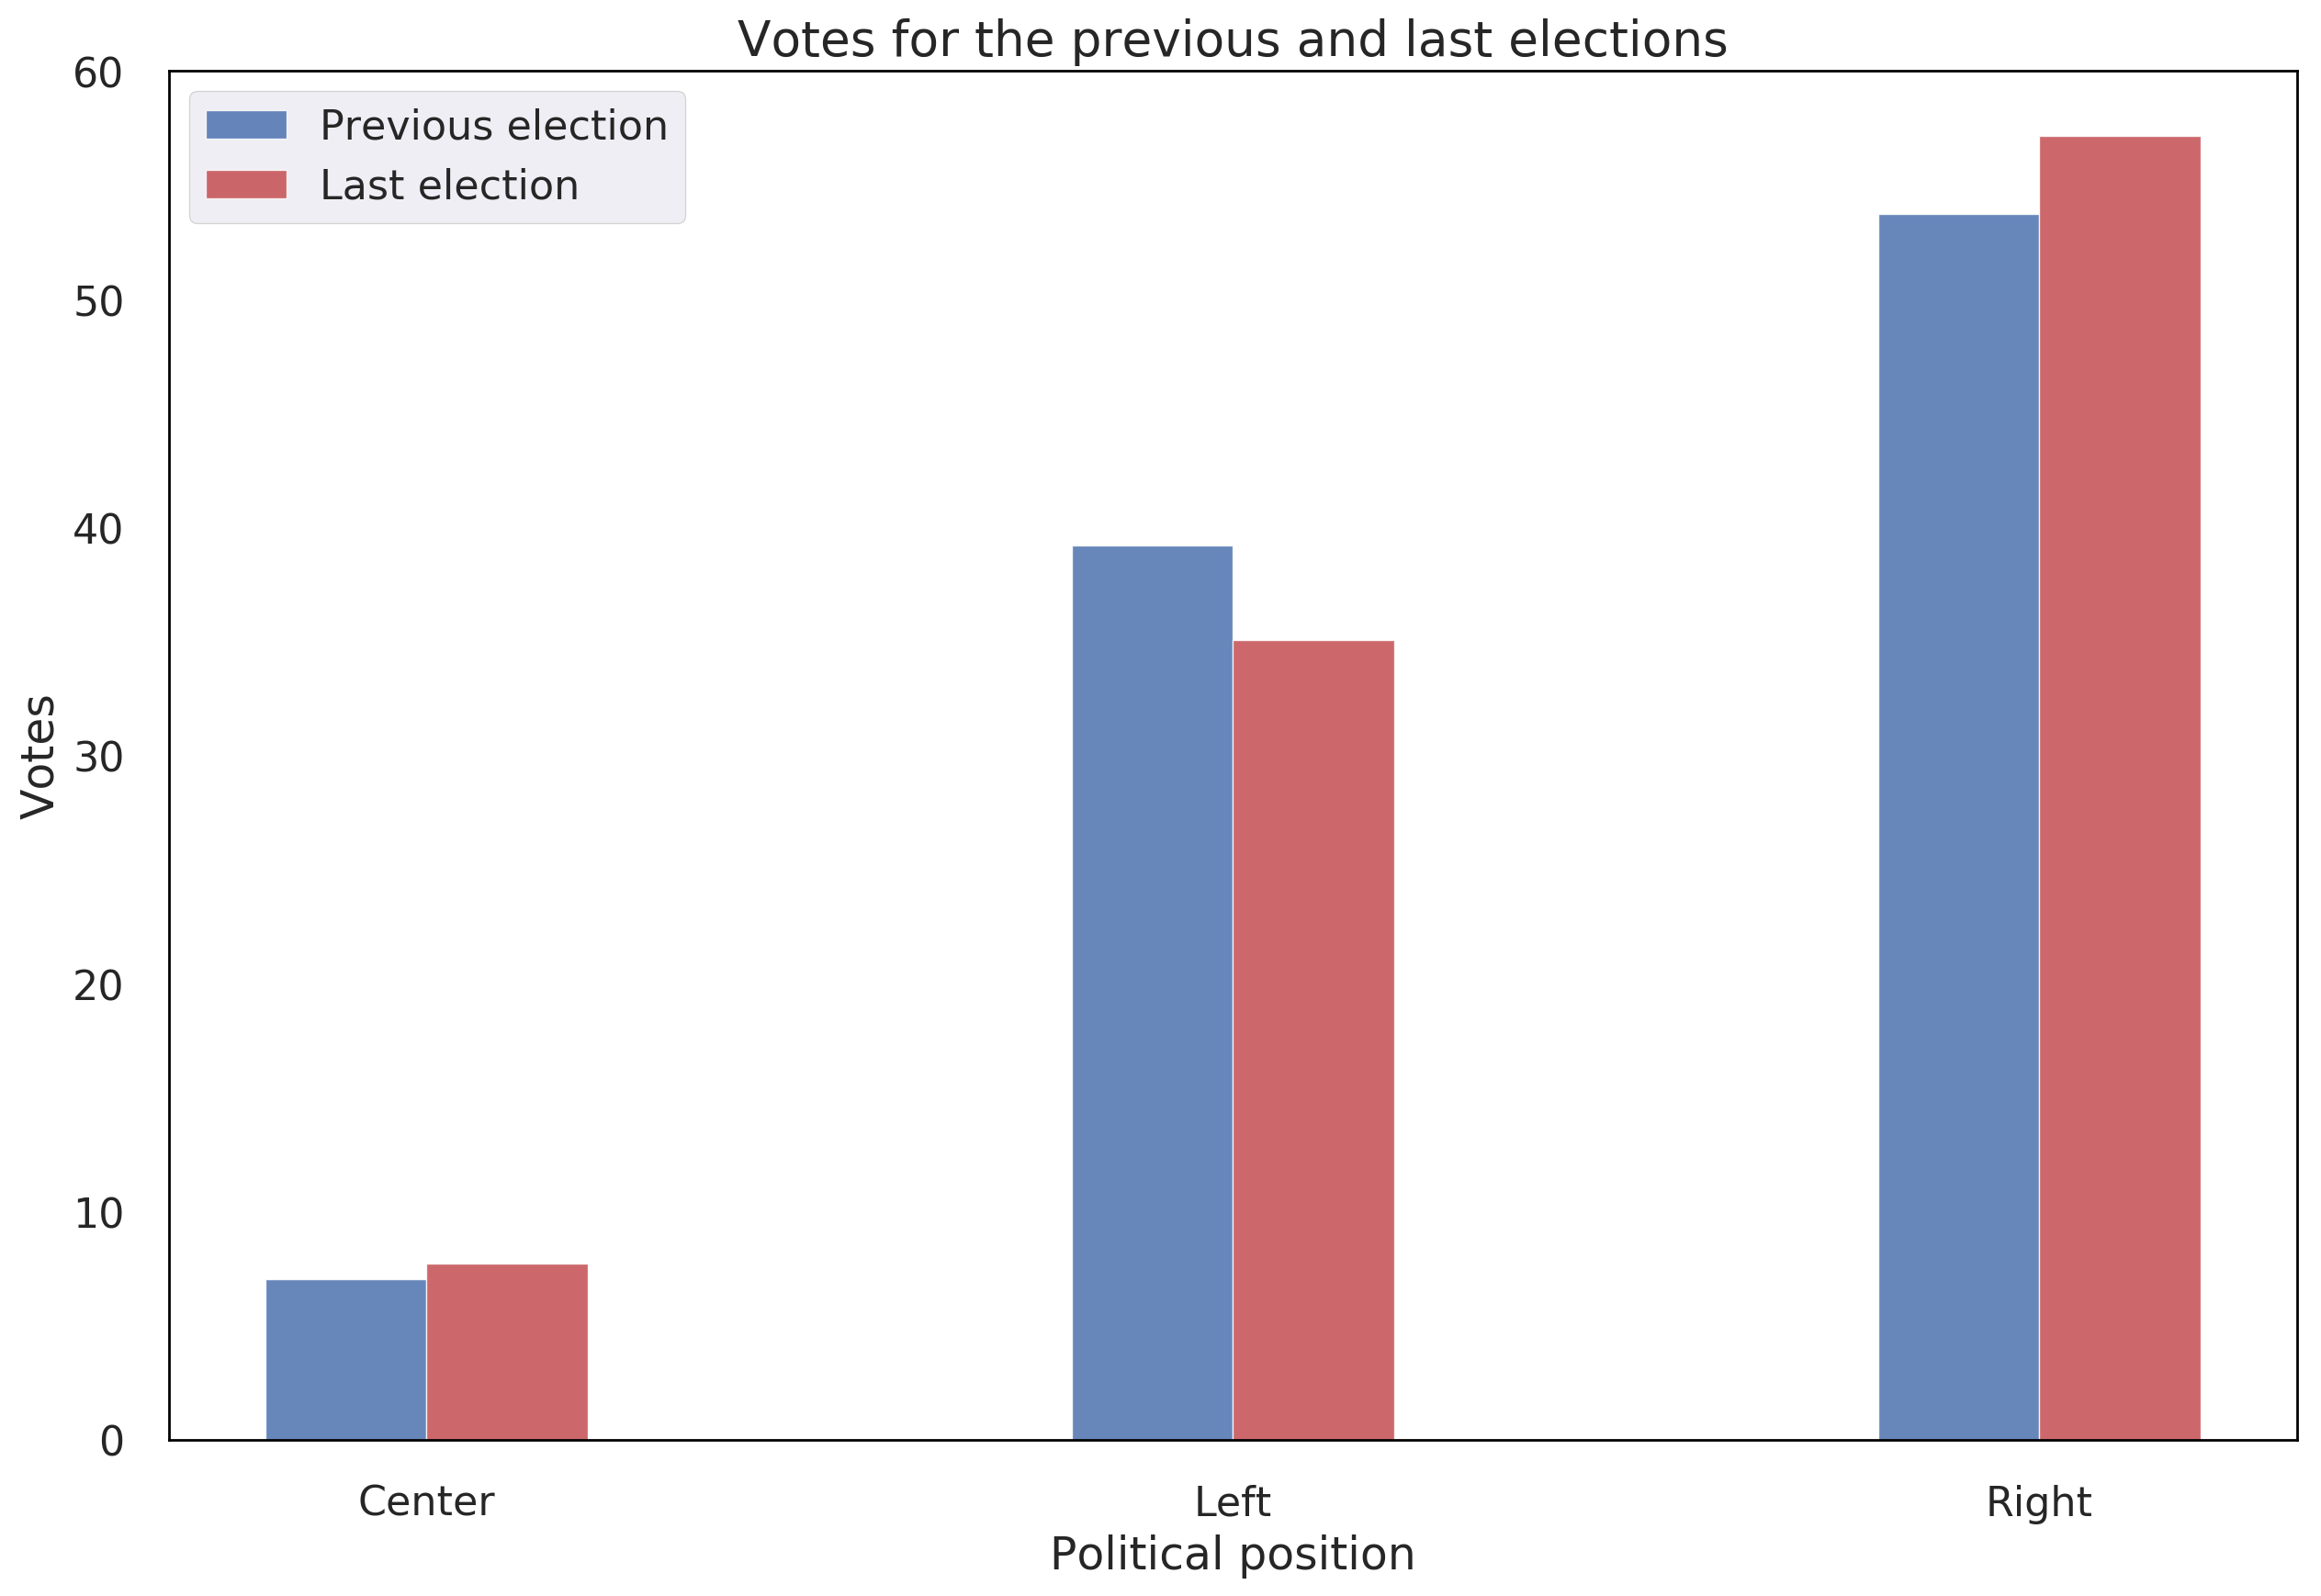 Votes for the previous and last elections
Previous election
Last election
60
50
40
30
20
10
0
Votes
Center
Left
Right
Political position